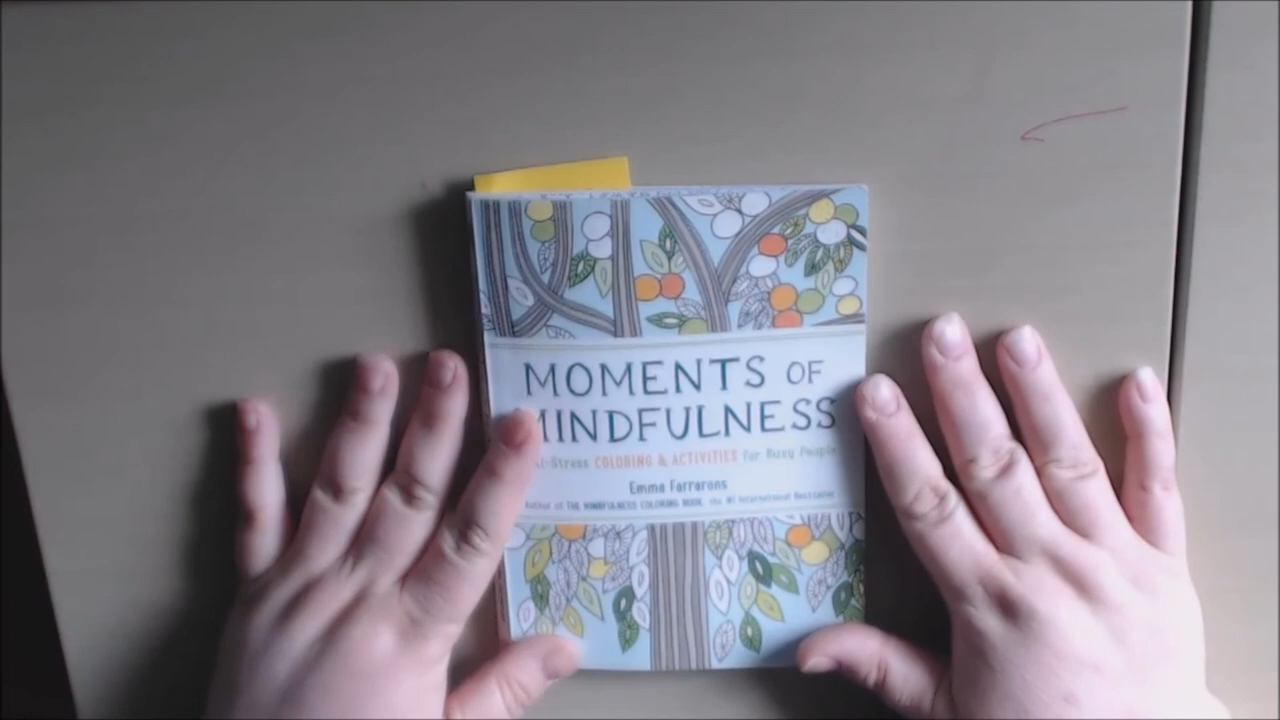 MOMENTS OF
MINDFULNESS
COLORING & ACTIVITIES for Busy People
Emma Farrarons
Author of THE MINDFULNESS COLORING BOOK, the #1 International Bestseller